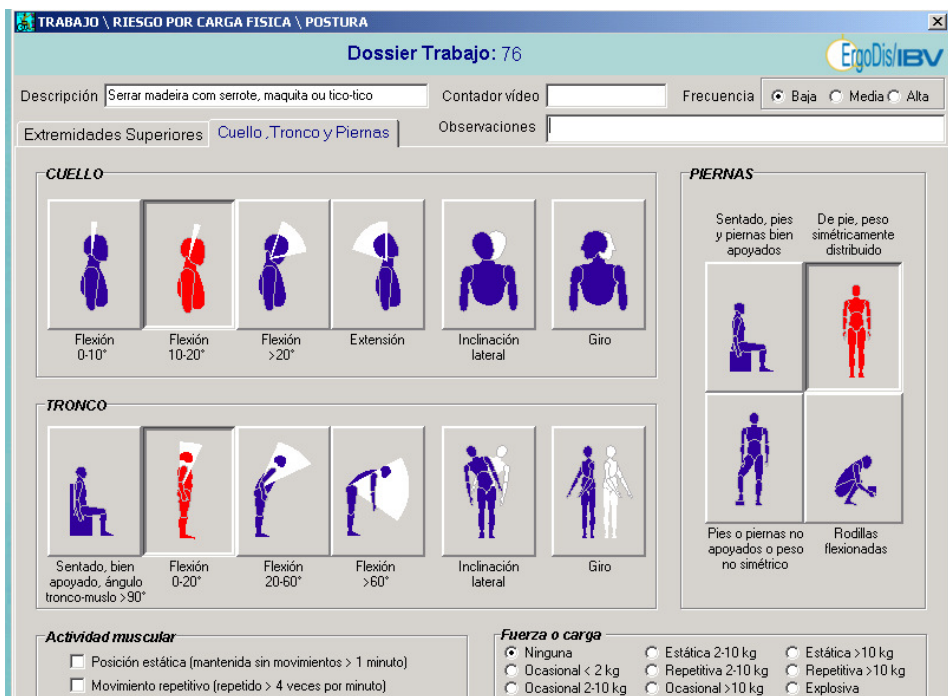 TRABAJO \ RIESGO POR CARGA FISICA \ POSTURA
Dossier Trabajo: 76
ErgoDis/IBV
Descripción Serrar madeira com serrote, maquita ou tico-tico Contador vídeo Frecuencia Baja Media Alta
Extremidades Superiores Cuello ,Tronco y Piernas Observaciones
CUELLO
Flexión
0-10°
Flexión
10-20°
Flexión
>20°
Extensión
Inclinación
lateral
Giro
TRONCO
Sentado, bien
apoyado, ángulo
tronco-muslo >90°
Flexión
0-20°
Flexión
20-60°
Flexión
>60°
Inclinación
lateral
Giro
PIERNAS
Sentado, pies
y piernas bien
apoyados
De pie, peso
simétricamente
distribuido
Pies o piernas no
apoyados o peso
no simétrico
Rodillas
flexionadas
Actividad muscular
Posición estática (mantenida sin movimientos > 1 minuto)
Movimiento repetitivo (repetido > 4 veces por minuto)
Fuerza o carga
Ninguna Estática 2-10 kg Estática >10 kg
Ocasional < 2 kg Repetitiva 2-10 kg Repetitiva >10 kg
Ocasional 2-10 kg Ocasional >10 kg Explosiva